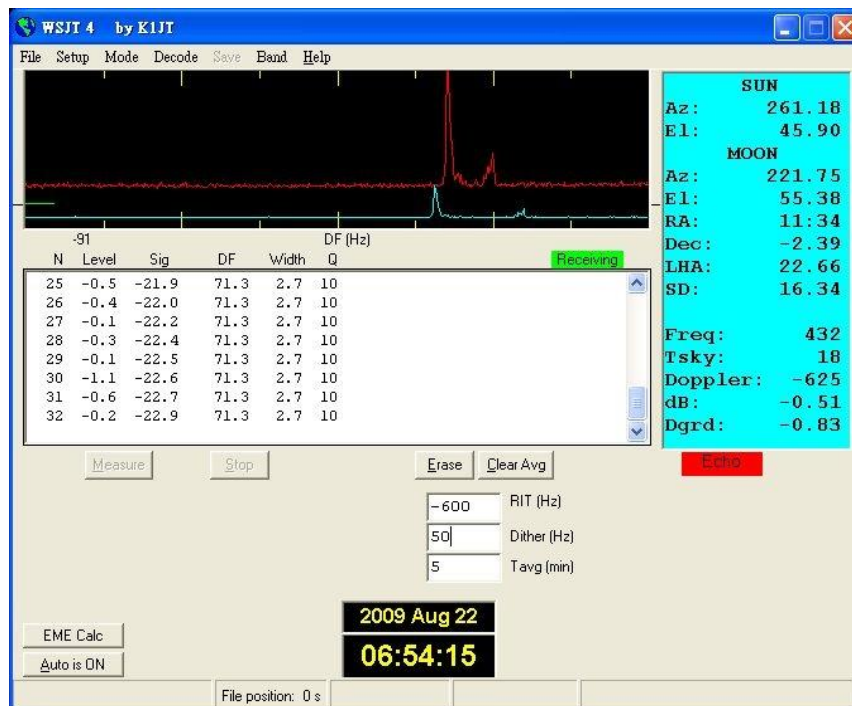 WSJT 4 by K1JT
File Setup Mode Decode Save Band Help
-91 DF (Hz)
N Level Sig DF Width Q Receiving
25 -0.5 -21.9 71.3 2.7 10
26 -0.4 -22.0 71.3 2.7 10
27 -0.1 -22.2 71.3 2.7 10
28 -0.3 -22.4 71.3 2.7 10
29 -0.1 -22.5 71.3 2.7 10
30 -1.1 -22.6 71.3 2.7 10
31 -0.6 -22.7 71.3 2.7 10
32 -0.2 -22.9 71.3 2.7 10
SUN
Az: 261.18
El: 45.90
MOON
Az: 221.75
El: 55.38
RA: 11:34
Dec: -2.39
LHA: 22.66
SD: 16.34
Freq: 432
Tsky: 18
Doppler: -625
dB: -0.51
Dgrd: -0.83
Measure Stop Erase Clear Avg Echo
-600 RIT (Hz)
50 Dither (Hz)
5 Tavg (min)
2009 Aug 22
06:54:15
EME Calc
Auto is ON
File position: 0 s